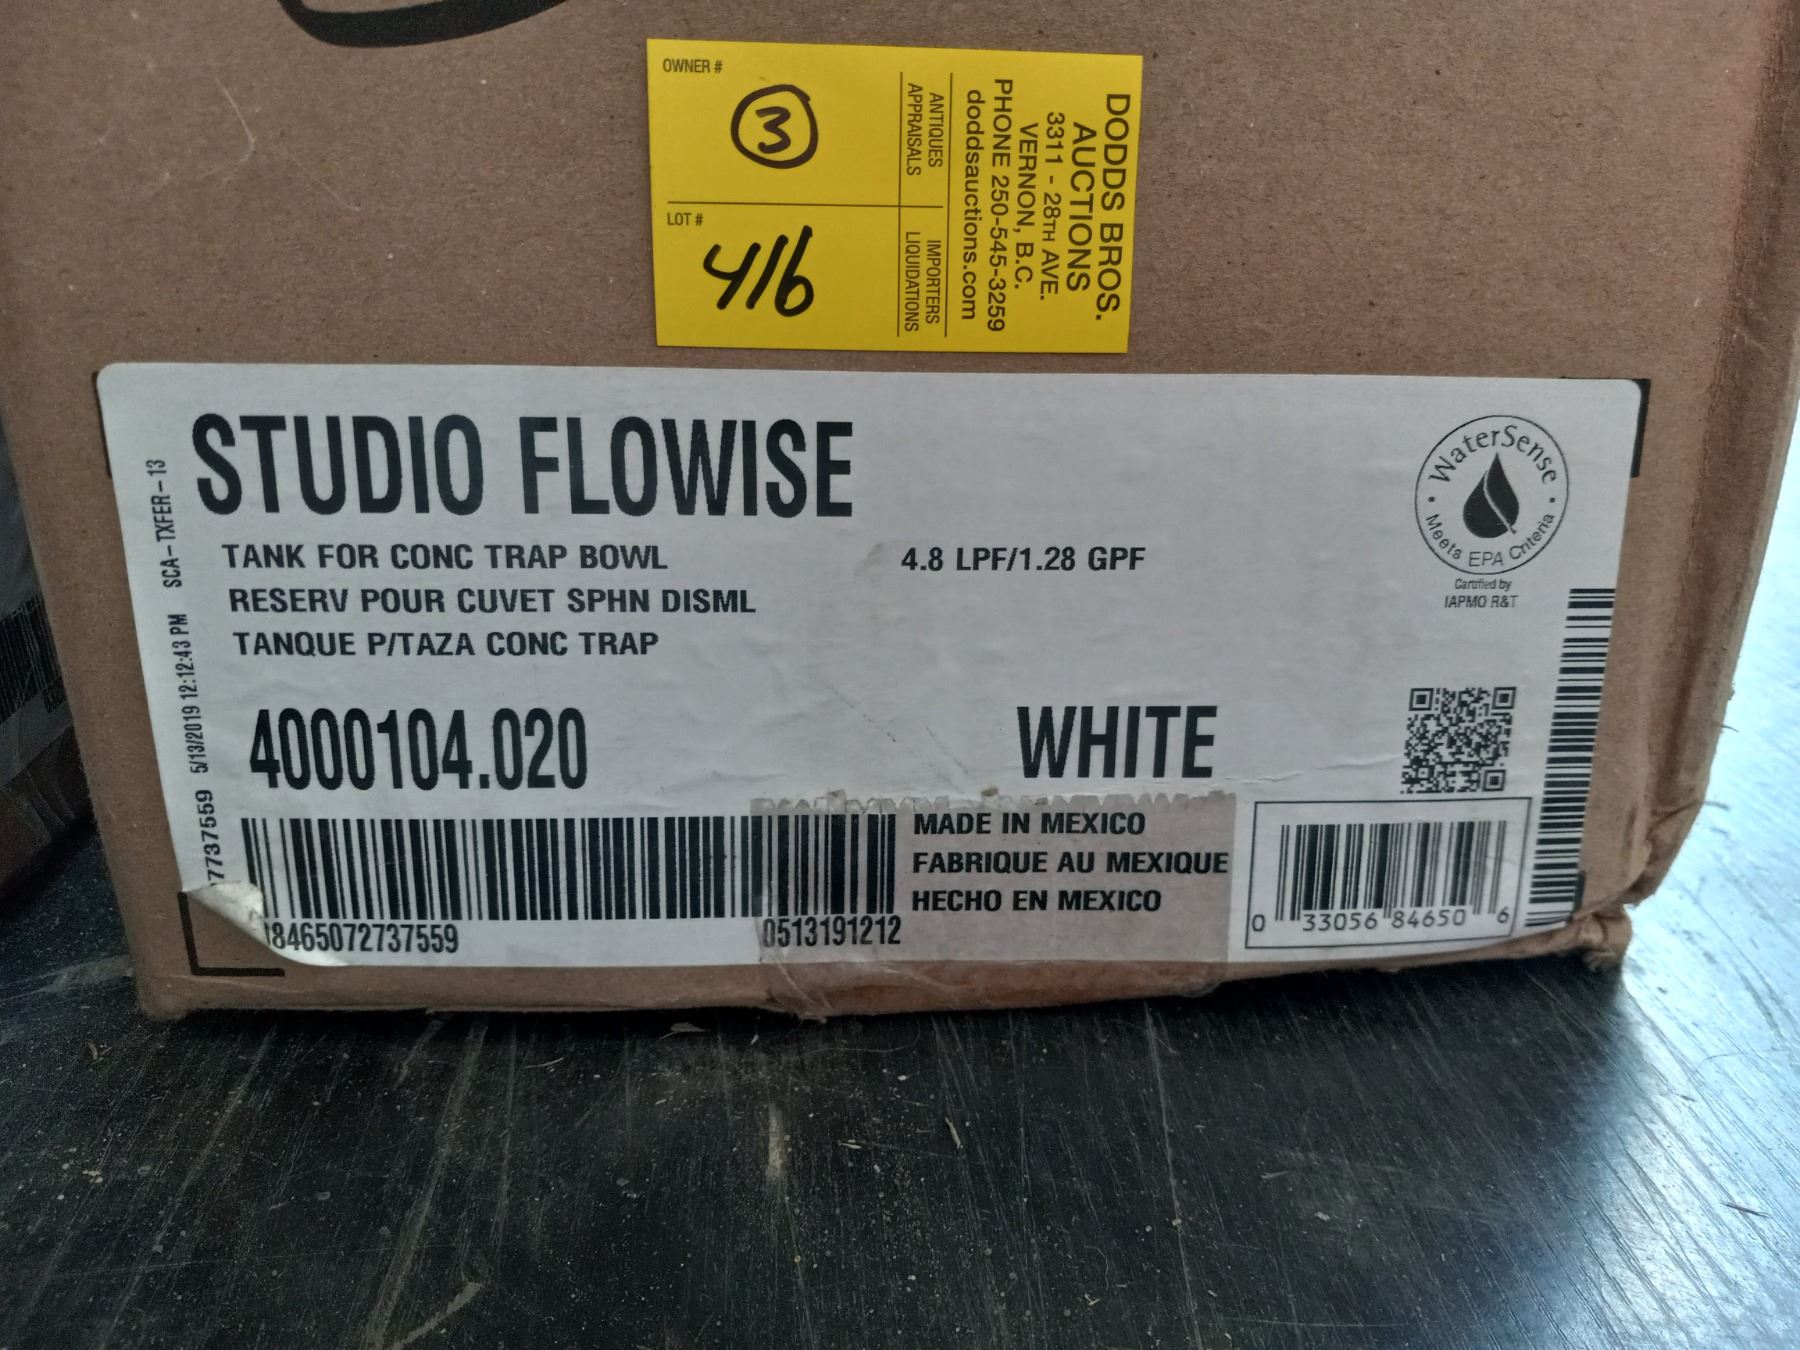 OWNER #
3
LOT #
416
ANTIQUES
APPRAISALS
IMPORTERS
LIQUIDATIONS
DODDS BROS.
AUCTIONS
3311 - 28TH AVE.
VERNON, B.C.
PHONE 250-545-3259
doddsauctions.com
STUDIO FLOWISE
TANK FOR CONC TRAP BOWL
4.8 LPF/1.28 GPF
RESERV POUR CUVET SPHN DISML
TANQUE P/TAZA CONC TRAP
4000104.020
WHITE
MADE IN MEXICO
FABRIQUE AU MEXIQUE
HECHO EN MEXICO
8465072737559
0513191212
0 33056 84650 6
WaterSense
Meets EPA Criteria
Certified by
IAPMO R&T
77737559 5/13/2019 12:12:43 PM SCA-TXFER-13